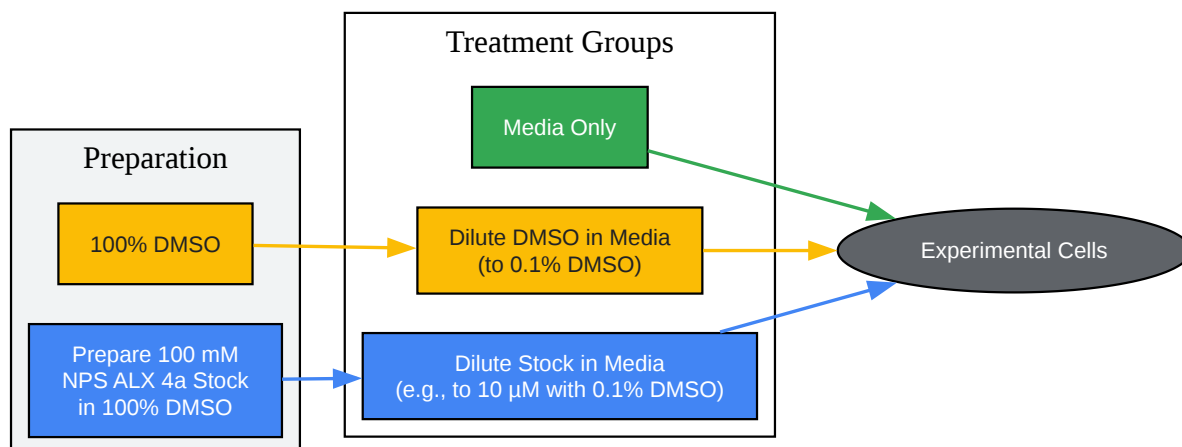 Treatment Groups
Media Only
Preparation
100% DMSO
Dilute DMSO in Media
(to 0.1% DMSO)
Experimental Cells
Prepare 100 mM
NPS ALX 4a Stock
in 100% DMSO
Dilute Stock in Media
(e.g., to 10 µM with 0.1% DMSO)